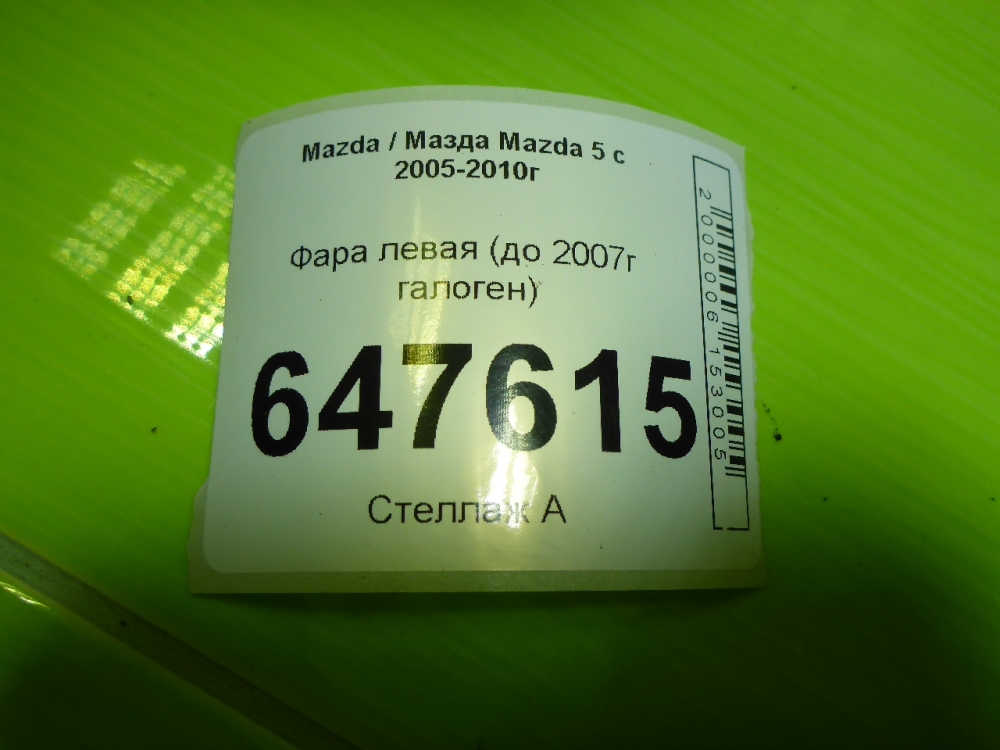 Mazda / Мазда Mazda 5 с
2005-2010г
Фара левая (до 2007г
галоген)
647615
Стеллаж А
2000006153005